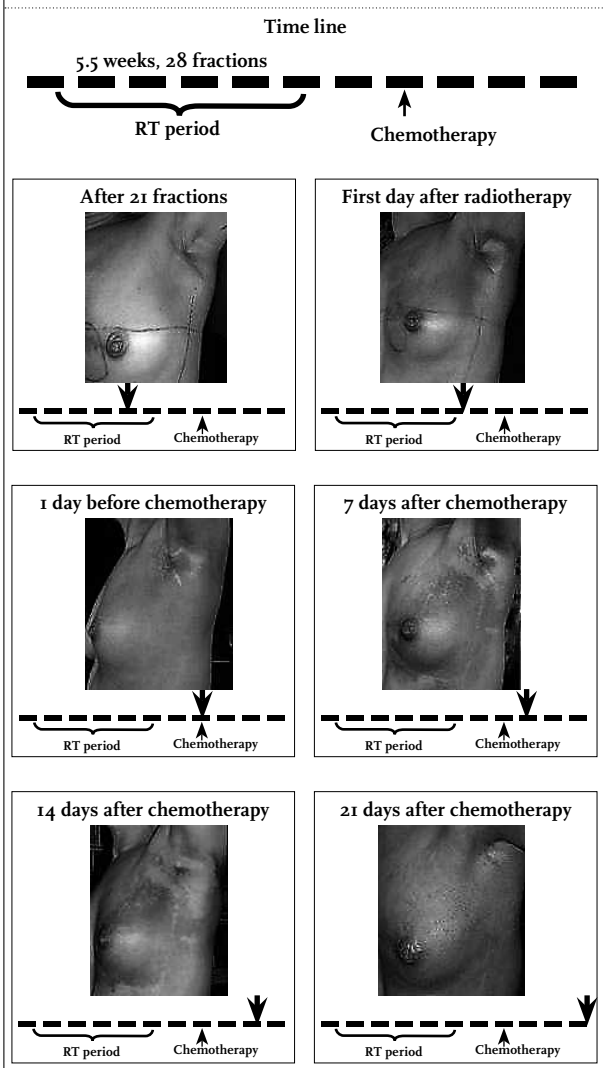 Time line
5.5 weeks, 28 fractions
RT period
Chemotherapy
After 21 fractions
RT period
Chemotherapy
First day after radiotherapy
RT period
Chemotherapy
1 day before chemotherapy
RT period
Chemotherapy
7 days after chemotherapy
RT period
Chemotherapy
14 days after chemotherapy
RT period
Chemotherapy
21 days after chemotherapy
RT period
Chemotherapy